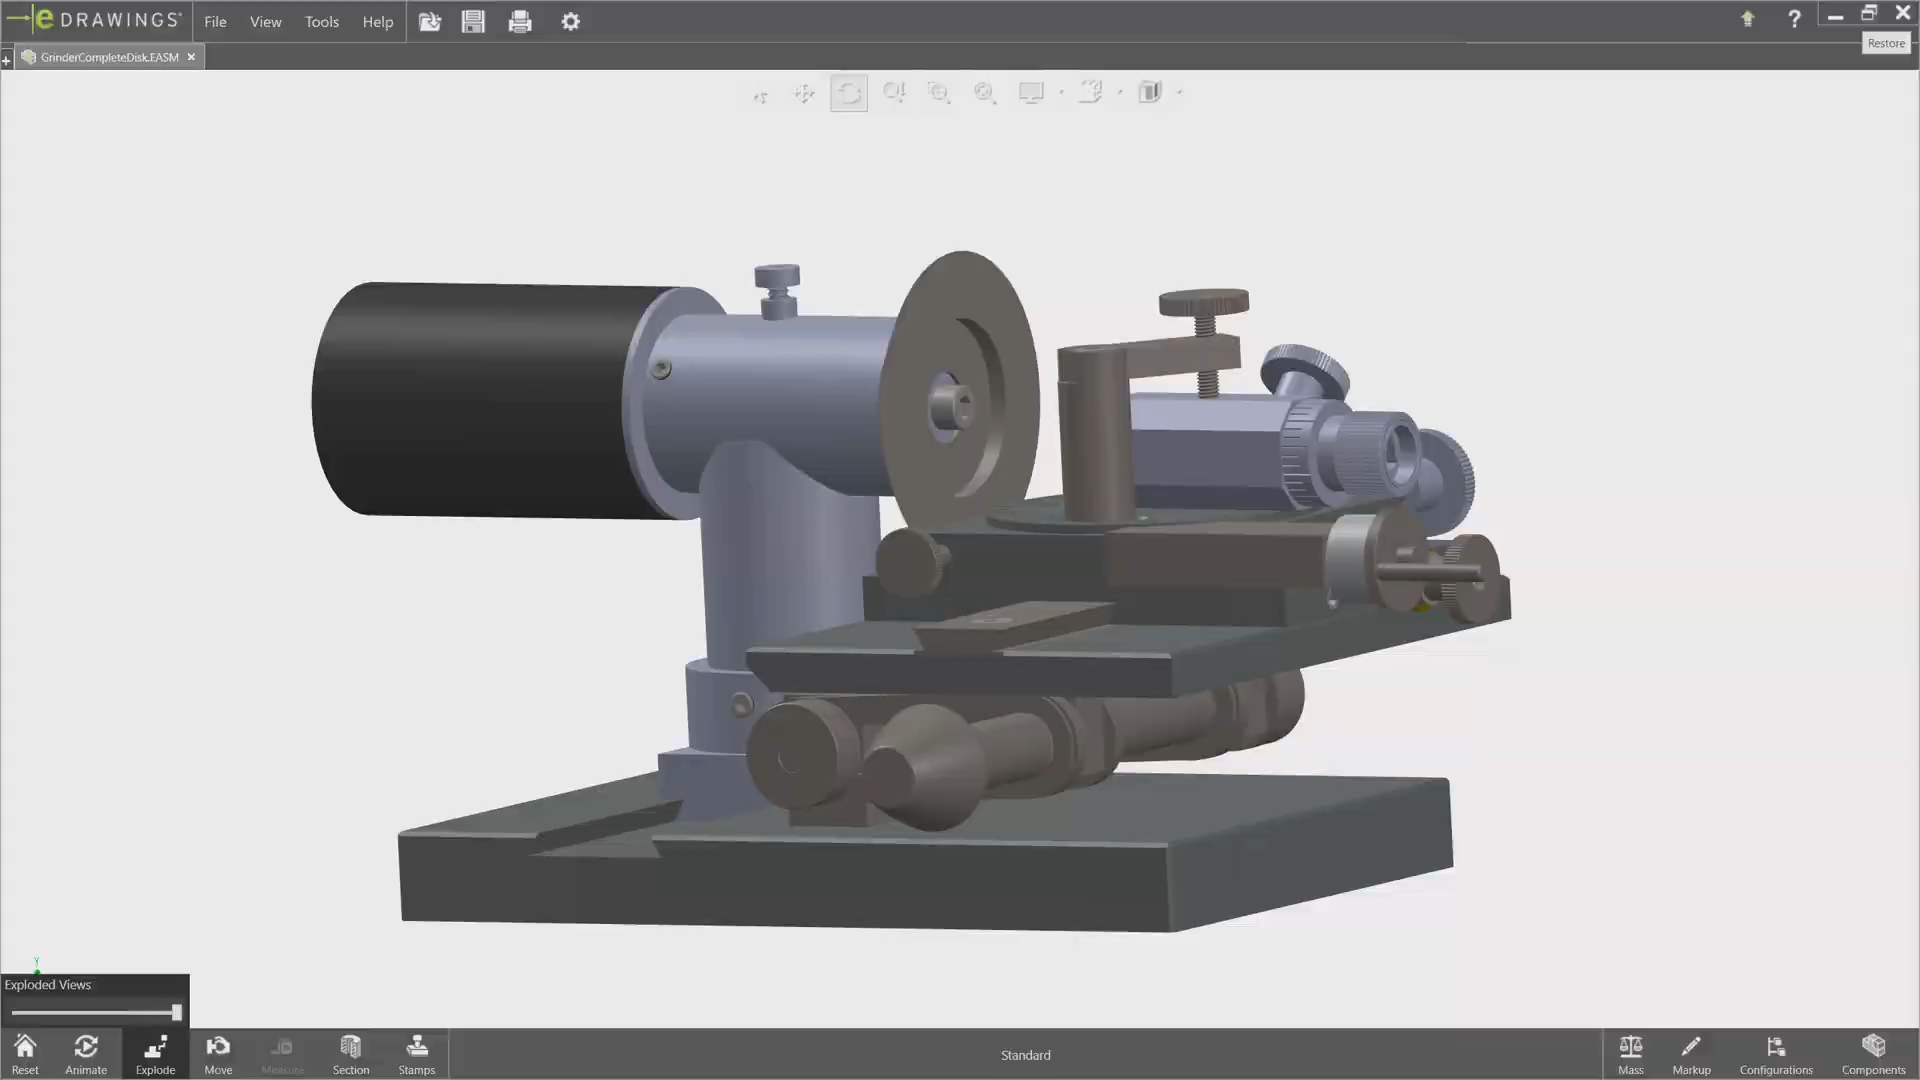 eDRAWINGS®
File View Tools Help
?
Restore
+ GrinderCompleteDisk.EASM ×
Y
Exploded Views
Reset Animate Explode Move Measure Section Stamps
Standard
Mass Markup Configurations Components